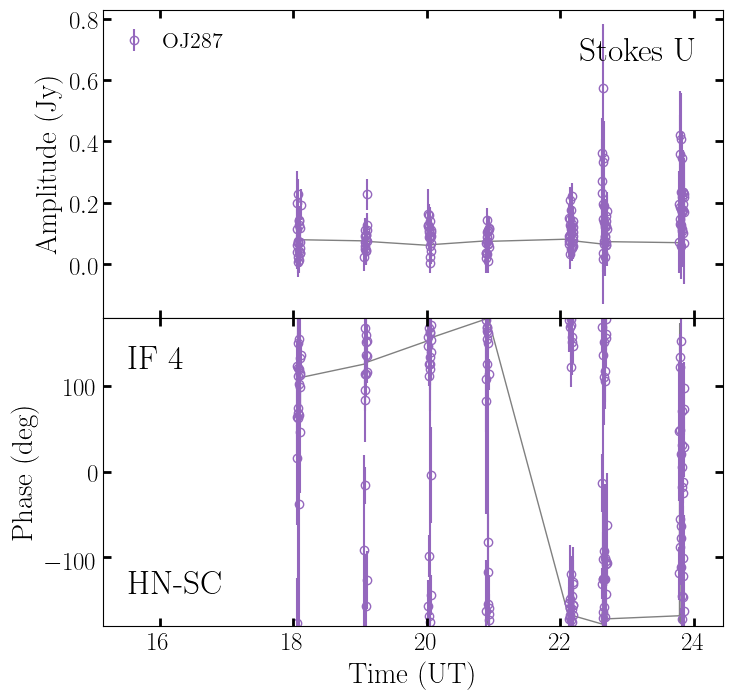 OJ287
Stokes U
0.8
0.6
0.4
0.2
0.0
Amplitude (Jy)
IF 4
100
0
−100
Phase (deg)
HN-SC
16 18 20 22 24
Time (UT)